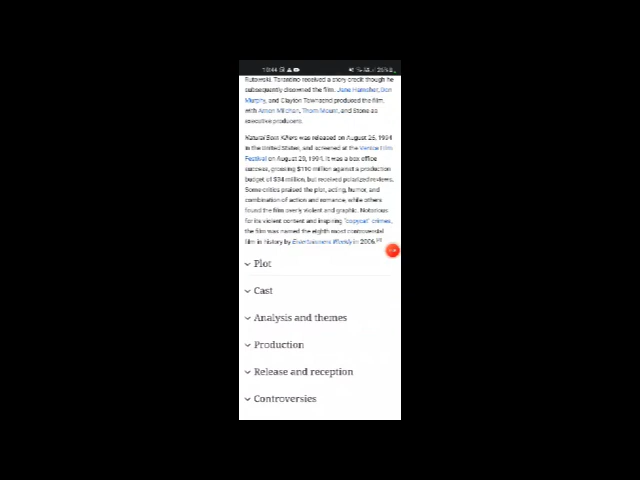 10:44
Rutowski. Tarantino received a story credit though he
subsequently disowned the film. Jane Hamsher, Don
Murphy, and Clayton Townsend produced the film,
with Arnon Milchan, Thom Mount, and Stone as
executive producers.
Natural Born Killers was released on August 26, 1994
in the United States, and screened at the Venice Film
Festival on August 29, 1994. It was a box office
success, grossing $110 million against a production
budget of $34 million, but received polarized reviews.
Some critics praised the plot, acting, humor, and
combination of action and romance, while others
found the film overly violent and graphic. Notorious
for its violent content and inspiring "copycat" crimes,
the film was named the eighth most controversial
film in history by Entertainment Weekly in 2006.
Plot
Cast
Analysis and themes
Production
Release and reception
Controversies